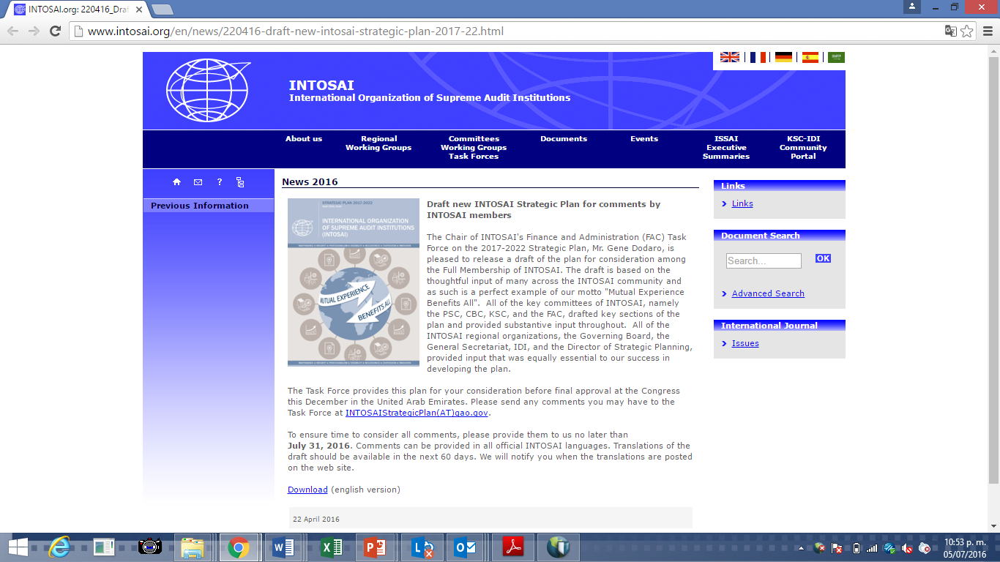 INTOSAI.org: 220416_Dra
www.intosai.org/en/news/220416-draft-new-intosai-strategic-plan-2017-22.html
INTOSAI
International Organization of Supreme Audit Institutions
About us
Regional
Working Groups
Committees
Working Groups
Task Forces
Documents
Events
ISSAI
Executive
Summaries
KSC-IDI
Community
Portal
Previous Information
News 2016
STRATEGIC PLAN 2017-2022
INTERNATIONAL ORGANIZATION
OF SUPREME AUDIT INSTITUTIONS
(INTOSAI)
MUTUAL EXPERIENCE
BENEFITS ALL
Draft new INTOSAI Strategic Plan for comments by
INTOSAI members
The Chair of INTOSAI's Finance and Administration (FAC) Task
Force on the 2017-2022 Strategic Plan, Mr. Gene Dodaro, is
pleased to release a draft of the plan for consideration among
the Full Membership of INTOSAI. The draft is based on the
thoughtful input of many across the INTOSAI community and
as such is a perfect example of our motto "Mutual Experience
Benefits All".  All of the key committees of INTOSAI, namely
the PSC, CBC, KSC, and the FAC, drafted key sections of the
plan and provided substantive input throughout.  All of the
INTOSAI regional organizations, the Governing Board, the
General Secretariat, IDI, and the Director of Strategic Planning,
provided input that was equally essential to our success in
developing the plan.
The Task Force provides this plan for your consideration before final approval at the Congress
this December in the United Arab Emirates. Please send any comments you may have to the
Task Force at INTOSAIStrategicPlan(AT)gao.gov.
To ensure time to consider all comments, please provide them to us no later than
July 31, 2016. Comments can be provided in all official INTOSAI languages. Translations of the
draft should be available in the next 60 days. We will notify you when the translations are posted
on the web site.
Download (english version)
22 April 2016
Links
Links
Document Search
Search...
OK
Advanced Search
International Journal
Issues
10:53 p. m.
05/07/2016